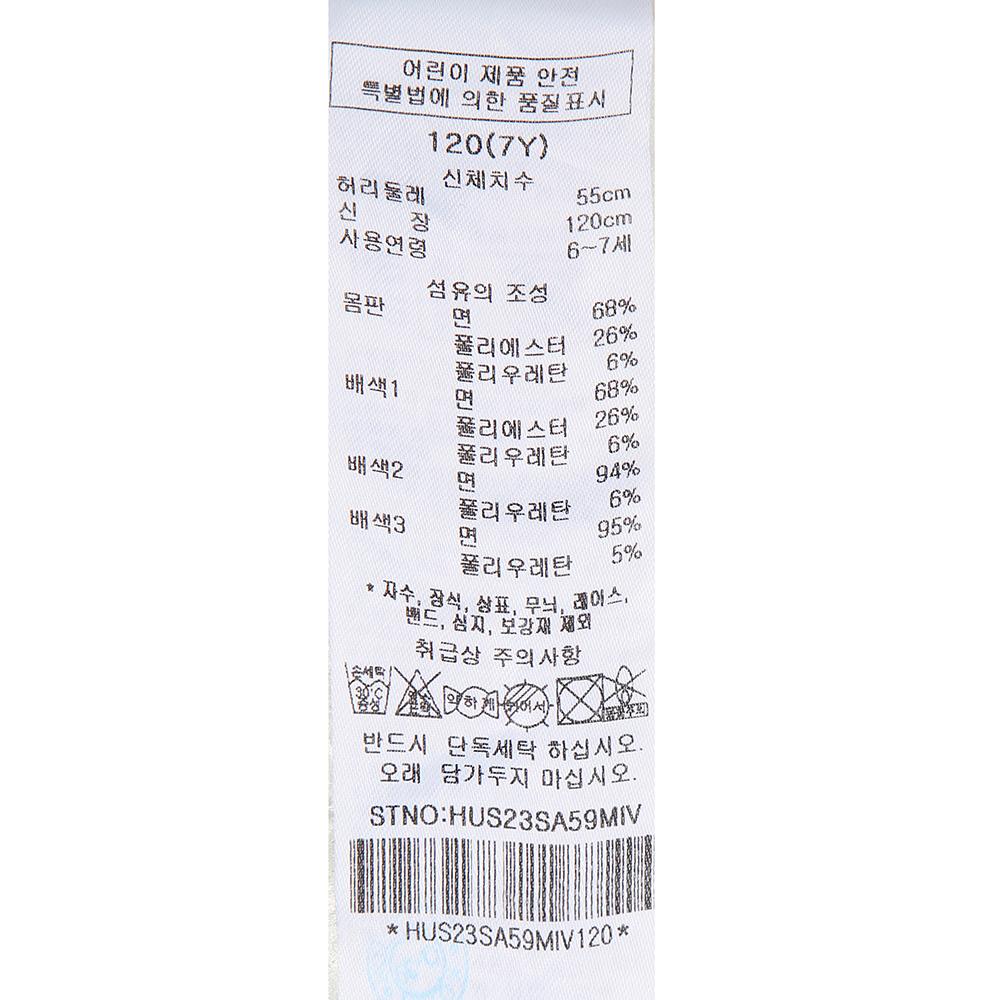 어린이 제품 안전
특별법에 의한 품질표시
120(7Y)
신체치수
허리둘레 55cm
신 장 120cm
사용연령 6~7세
섬유의 조성
몸판 면 68%
폴리에스터 26%
폴리우레탄 6%
배색1 면 68%
폴리에스터 26%
폴리우레탄 6%
배색2 면 94%
폴리우레탄 6%
배색3 면 95%
폴리우레탄 5%
* 자수, 장식, 상표, 무늬, 레이스,
밴드, 심지, 보강재 제외
취급상 주의사항
손세탁
30°C
중성
약하게
뉘어서
반드시 단독세탁 하십시오.
오래 담가두지 마십시오.
STNO:HUS23SA59MIV
*HUS23SA59MIV120*